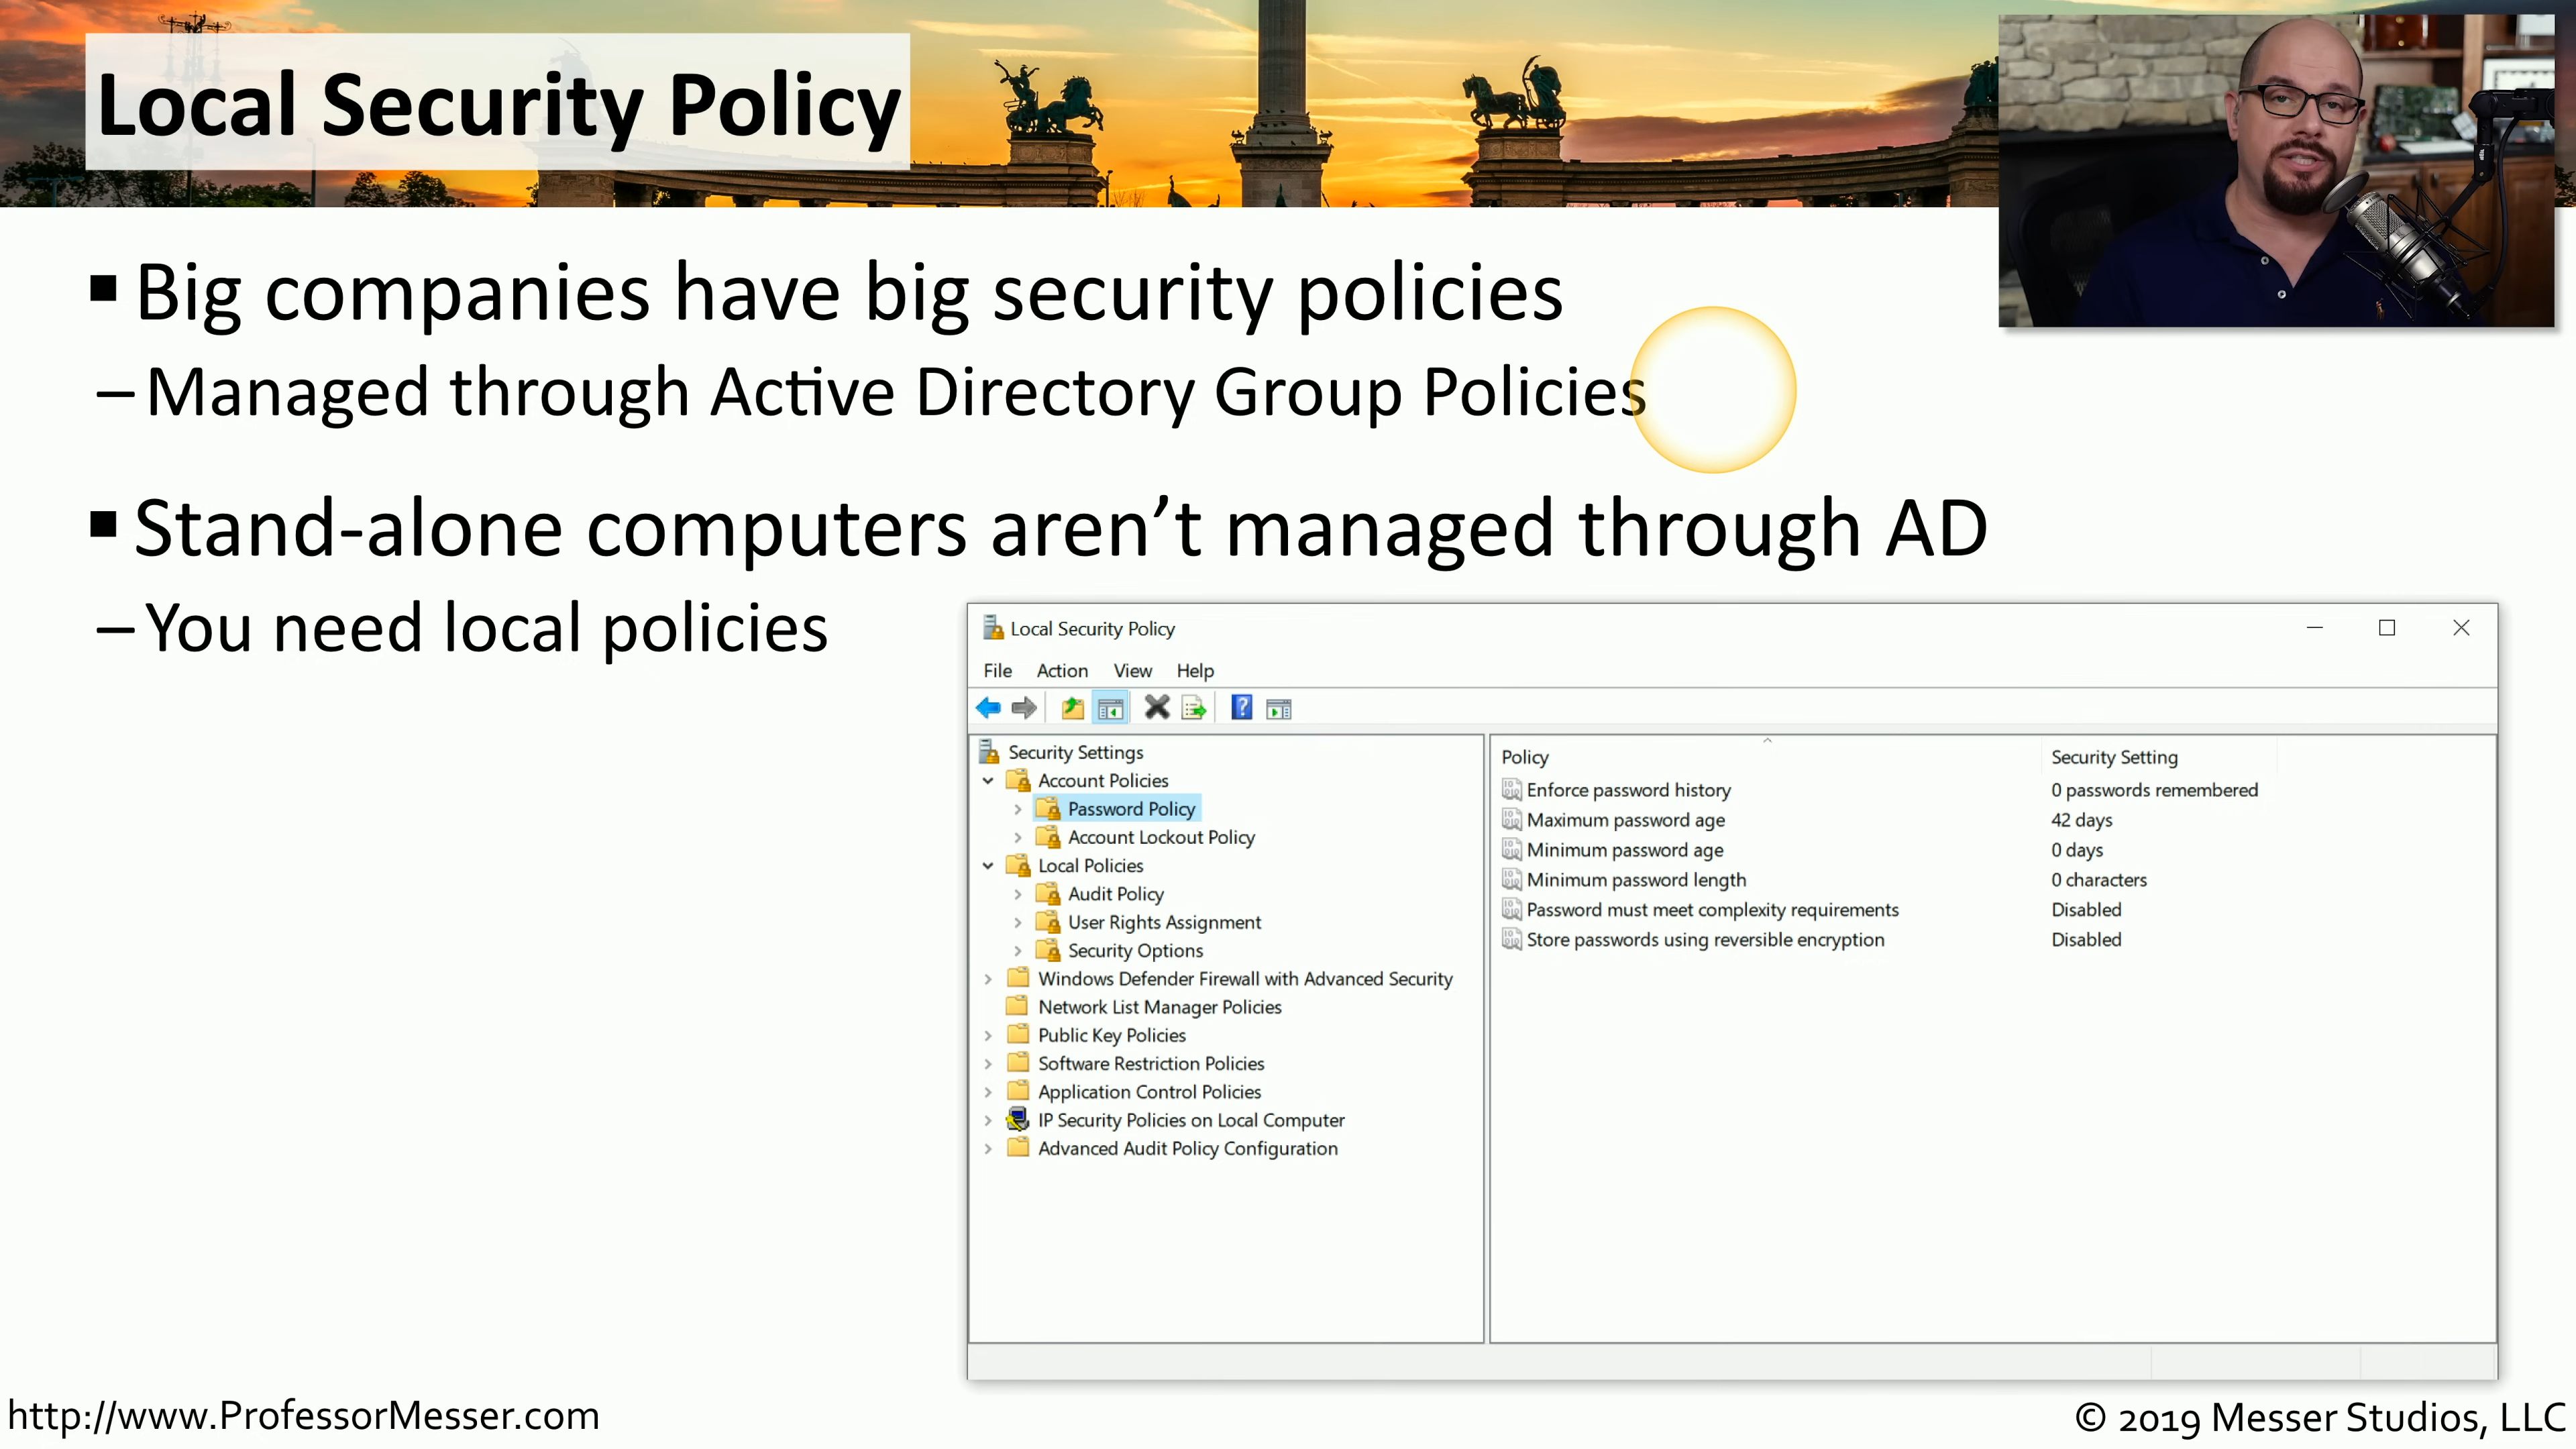 Local Security Policy
▪ Big companies have big security policies
– Managed through Active Directory Group Policies
▪ Stand-alone computers aren’t managed through AD
– You need local policies
Local Security Policy
File Action View Help
Security Settings
Account Policies
Password Policy
Account Lockout Policy
Local Policies
Audit Policy
User Rights Assignment
Security Options
Windows Defender Firewall with Advanced Security
Network List Manager Policies
Public Key Policies
Software Restriction Policies
Application Control Policies
IP Security Policies on Local Computer
Advanced Audit Policy Configuration
Policy Security Setting
Enforce password history 0 passwords remembered
Maximum password age 42 days
Minimum password age 0 days
Minimum password length 0 characters
Password must meet complexity requirements Disabled
Store passwords using reversible encryption Disabled
http://www.ProfessorMesser.com
© 2019 Messer Studios, LLC